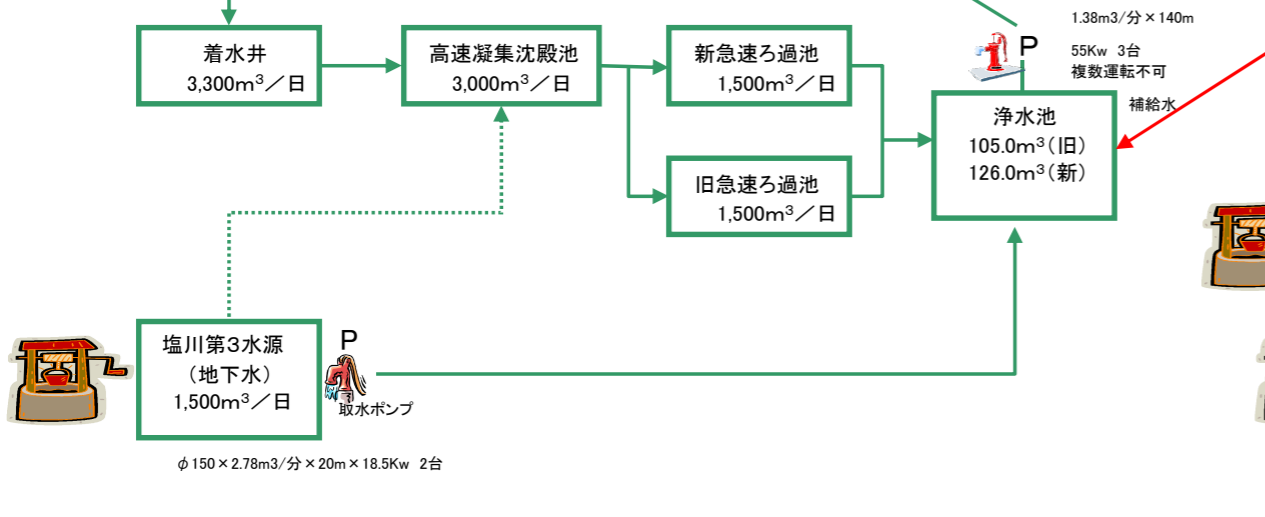 1.38m3/分×140m
P
55Kw 3台
複数運転不可
着水井
3,300m³／日
高速凝集沈殿池
3,000m³／日
新急速ろ過池
1,500m³／日
補給水
浄水池
105.0m³（旧）
126.0m³（新）
旧急速ろ過池
1,500m³／日
塩川第３水源
（地下水）
1,500m³／日
P
取水ポンプ
φ150×2.78m3/分×20m×18.5Kw 2台